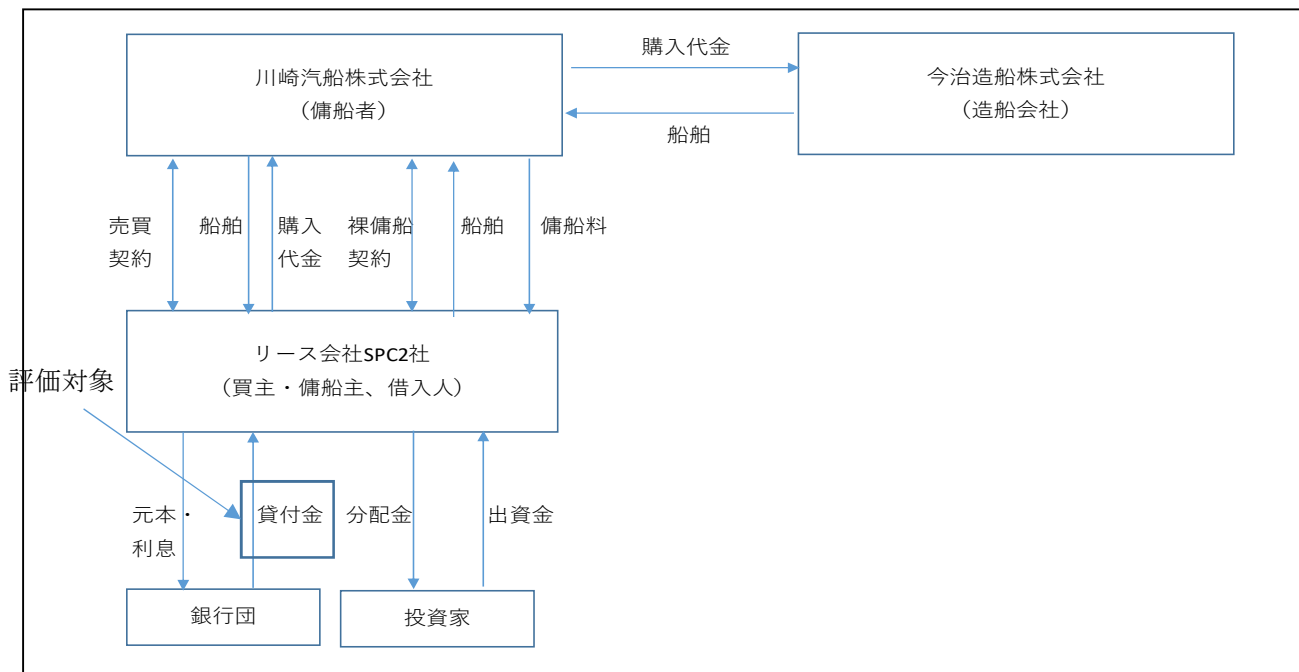 川崎汽船株式会社
（傭船者）
購入代金
船舶
今治造船株式会社
（造船会社）
売買
契約
船舶
購入
代金
裸傭船
契約
船舶
傭船料
リース会社SPC2社
（買主・傭船主、借入人）
評価対象
元本・
利息
貸付金
分配金
出資金
銀行団
投資家